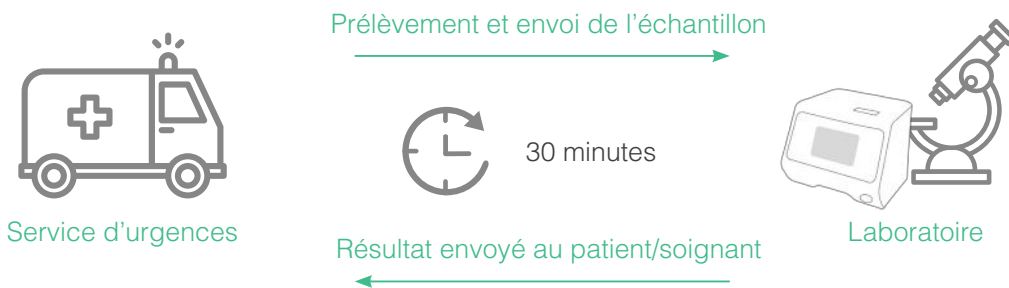 Prélèvement et envoi de l’échantillon
30 minutes
Service d’urgences
Laboratoire
Résultat envoyé au patient/soignant